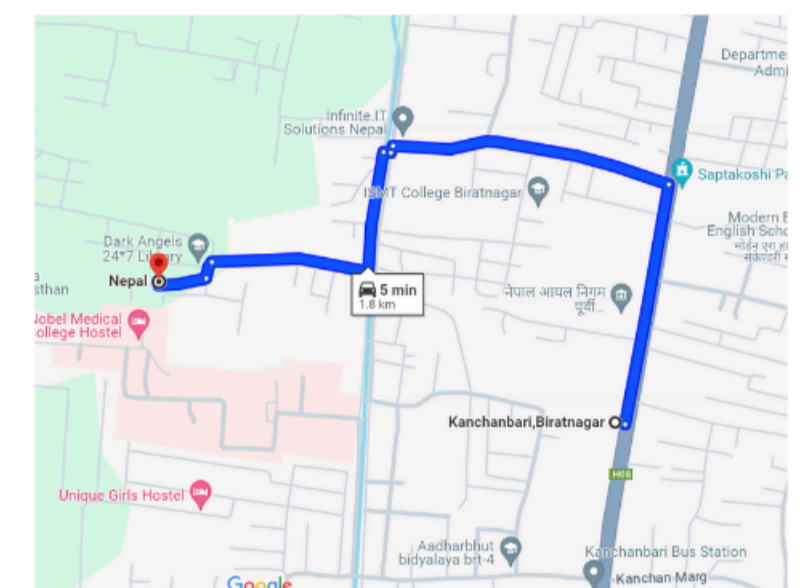 Departme
Admi
Infinite IT
Solutions Nepal
Saptakoshi Pa
ISMT College Biratnagar
Modern E
English Scho
Dark Angels
24*7 Library
a
sthan
Nepal
5 min
1.8 km
नेपाल आयल निगम
पूर्वी...
Nobel Medical
College Hostel
Kanchanbari,Biratnagar
H08
Unique Girls Hostel
Aadharbhut
bidyalaya brt-4
Kanchanbari Bus Station
Kanchan Marg
Google